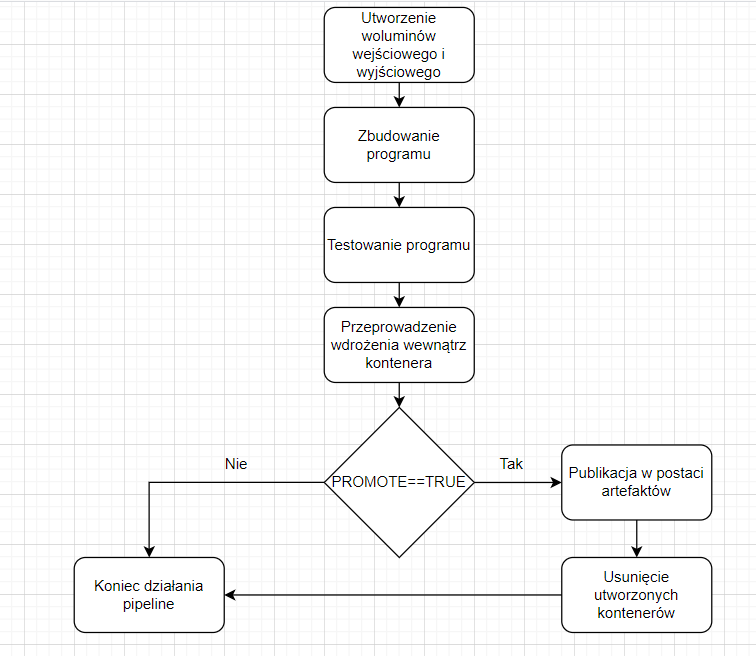 Utworzenie
woluminów
wejściowego i
wyjściowego
Zbudowanie
programu
Testowanie programu
Przeprowadzenie
wdrożenia wewnątrz
kontenera
PROMOTE==TRUE
Nie
Tak
Publikacja w postaci
artefaktów
Usunięcie
utworzonych
kontenerów
Koniec działania
pipeline